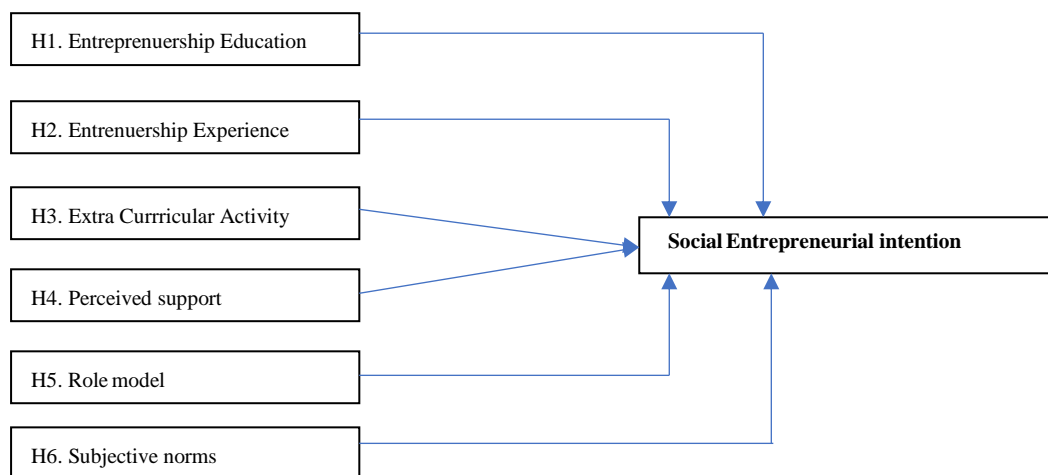 H1. Entreprenuership Education
H2. Entrenuership Experience
H3. Extra Currricular Activity
H4. Perceived support
H5. Role model
H6. Subjective norms
Social Entrepreneurial intention